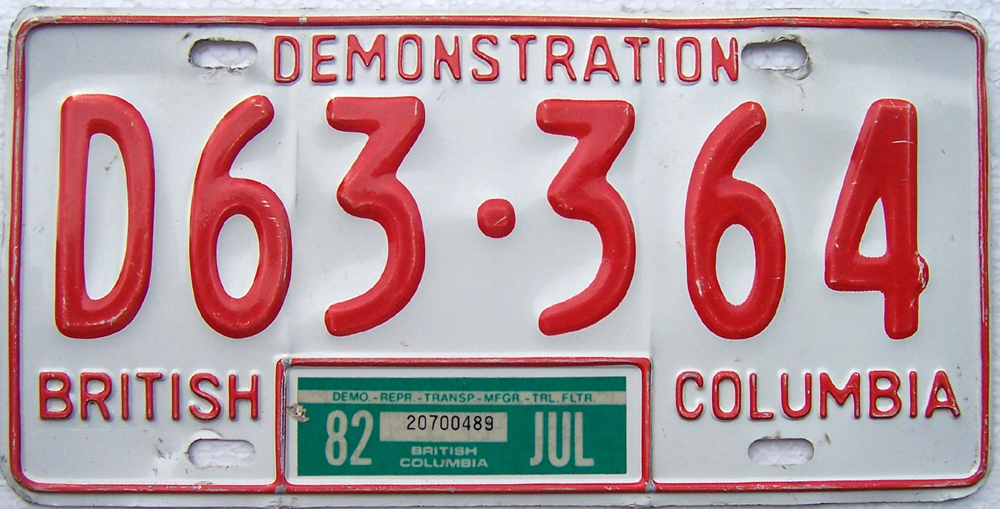 DEMONSTRATION
D63·364
BRITISH
COLUMBIA
DEMO.-REPR.-TRANSP.-MFGR.-TRL.FLTR.
82
20700489
JUL
BRITISH
COLUMBIA